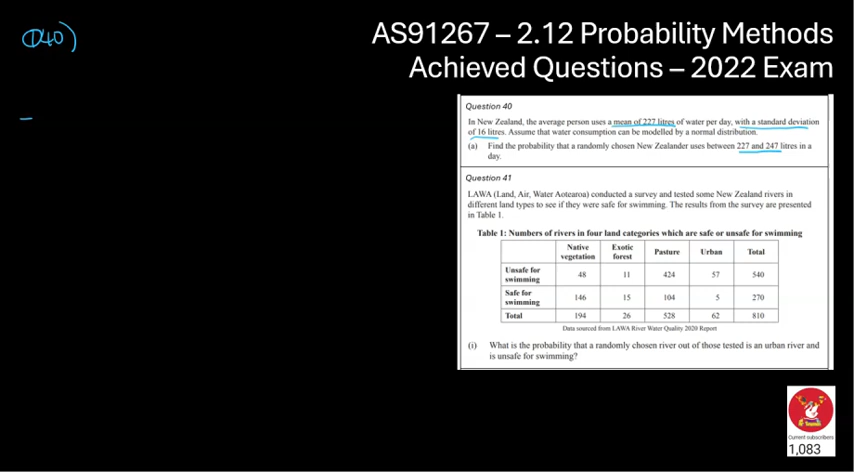 Q40)
AS91267 – 2.12 Probability Methods
Achieved Questions – 2022 Exam
Question 40
In New Zealand, the average person uses a mean of 227 litres of water per day, with a standard deviation
of 16 litres. Assume that water consumption can be modelled by a normal distribution.
(a) Find the probability that a randomly chosen New Zealander uses between 227 and 247 litres in a
day.
Question 41
LAWA (Land, Air, Water Aotearoa) conducted a survey and tested some New Zealand rivers in
different land types to see if they were safe for swimming. The results from the survey are presented
in Table 1.
Table 1: Numbers of rivers in four land categories which are safe or unsafe for swimming
Native vegetation Exotic forest Pasture Urban Total
Unsafe for swimming 48 11 424 57 540
Safe for swimming 146 15 104 5 270
Total 194 26 528 62 810
Data sourced from LAWA River Water Quality 2020 Report
(i) What is the probability that a randomly chosen river out of those tested is an urban river and
is unsafe for swimming?
Current subscribers
1,083